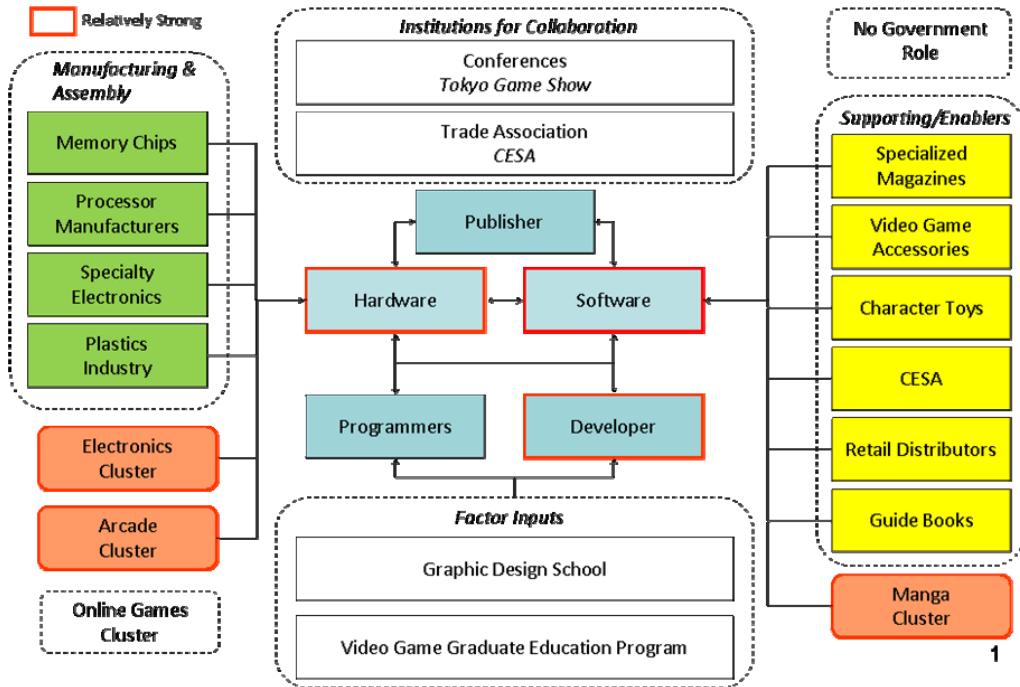 Relatively Strong
Institutions for Collaboration
Conferences
Tokyo Game Show
Trade Association
CESA
No Government
Role
Manufacturing &
Assembly
Memory Chips
Processor
Manufacturers
Specialty
Electronics
Plastics
Industry
Electronics
Cluster
Arcade
Cluster
Online Games
Cluster
Publisher
Hardware
Software
Programmers
Developer
Factor Inputs
Graphic Design School
Video Game Graduate Education Program
Supporting/Enablers
Specialized
Magazines
Video Game
Accessories
Character Toys
CESA
Retail Distributors
Guide Books
Manga
Cluster
1